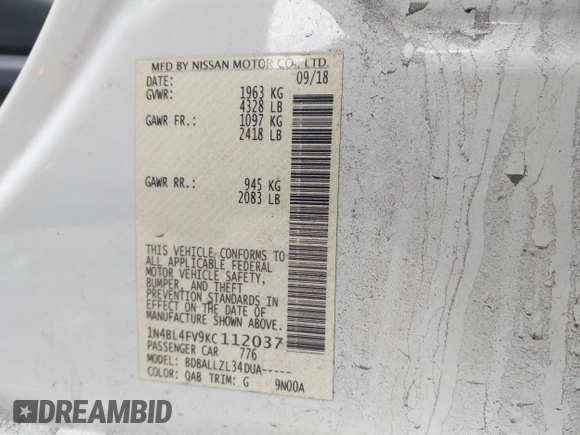 MFD BY NISSAN MOTOR CO., LTD.
DATE: 09/18
GVWR: 1963 KG
4328 LB
GAWR FR.: 1097 KG
2418 LB
GAWR RR.: 945 KG
2083 LB
THIS VEHICLE CONFORMS TO
ALL APPLICABLE FEDERAL
MOTOR VEHICLE SAFETY,
BUMPER, AND THEFT
PREVENTION STANDARDS IN
EFFECT ON THE DATE OF
MANUFACTURE SHOWN ABOVE.
1N4BL4FV9KC112037
PASSENGER CAR 776
MODEL: BDBALLZL34DUA-----
COLOR: QAB TRIM: G 9N00A
DREAMBID